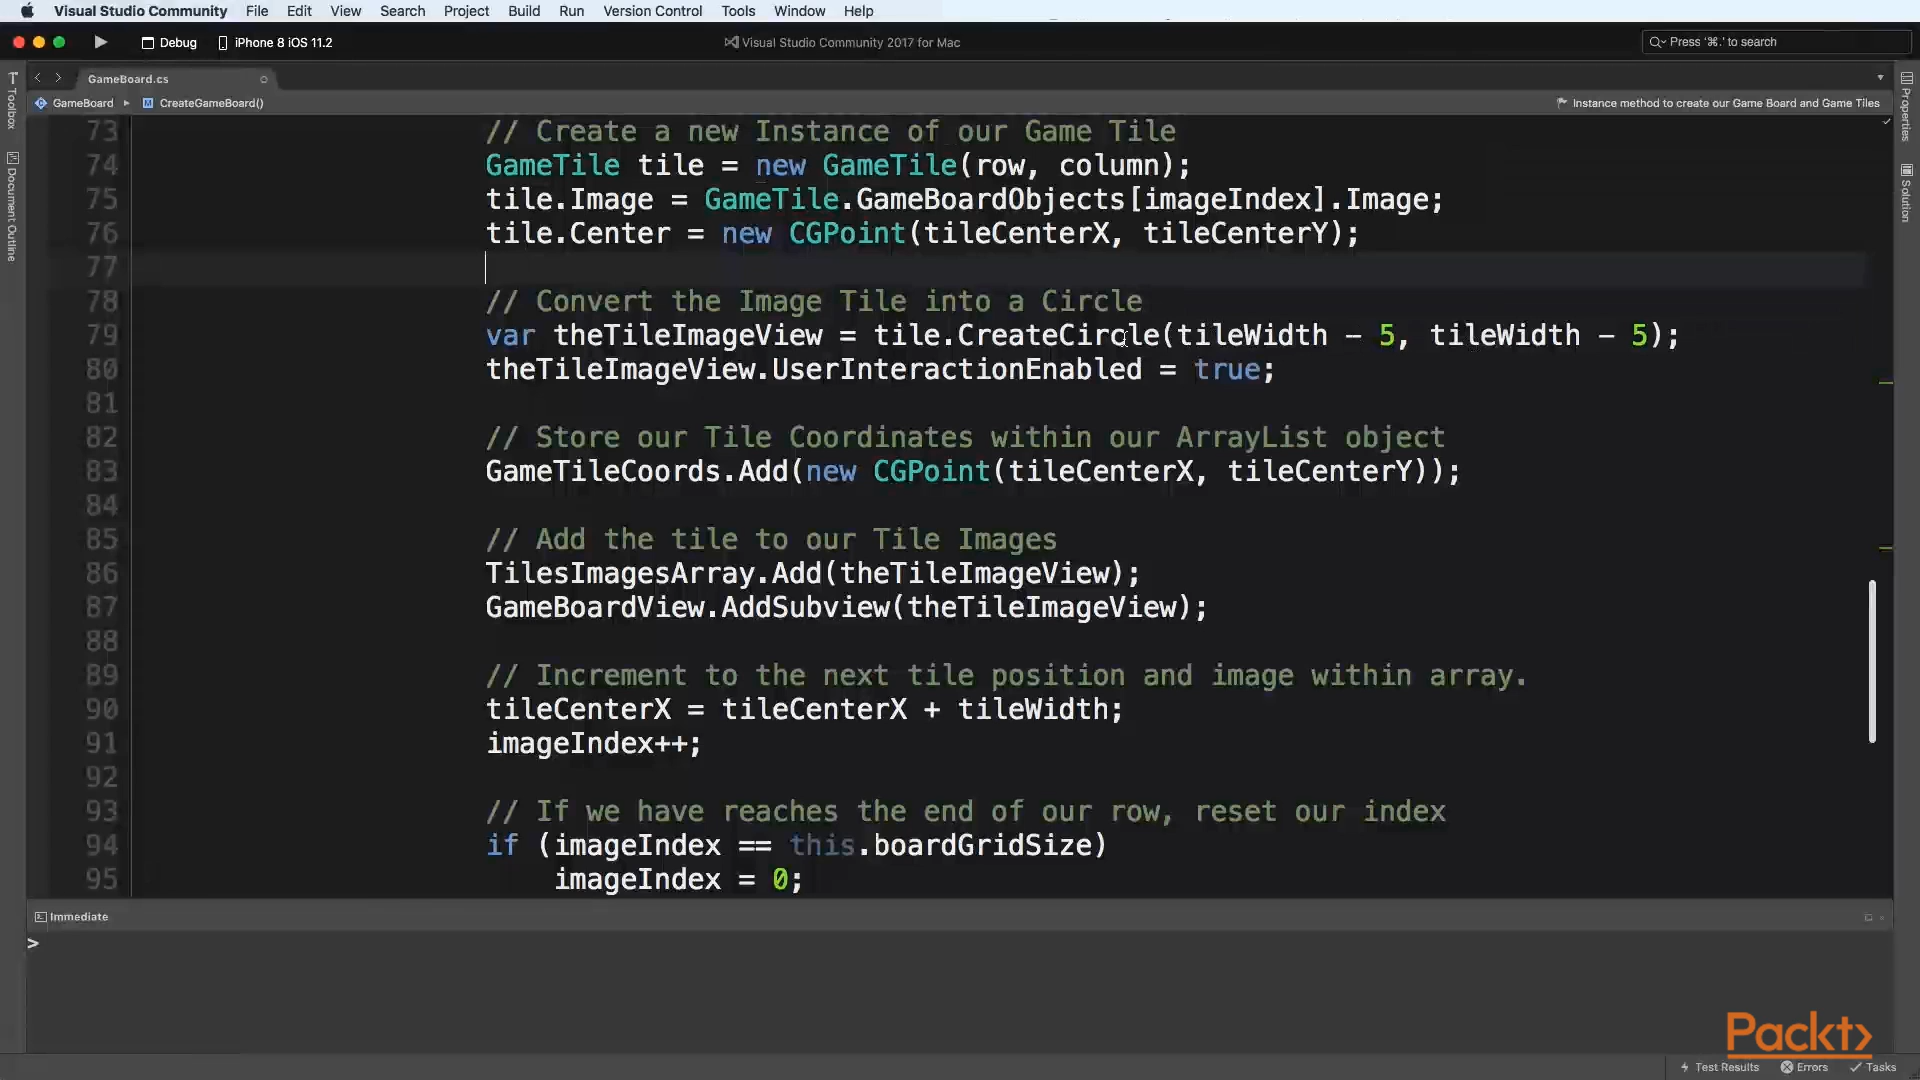 Visual Studio Community File Edit View Search Project Build Run Version Control Tools Window Help
Debug iPhone 8 iOS 11.2 Visual Studio Community 2017 for Mac Press '⌘.' to search
GameBoard.cs
GameBoard ▸ CreateGameBoard() Instance method to create our Game Board and Game Tiles
Toolbox
Document Outline
Properties
Solution
73 // Create a new Instance of our Game Tile
74 GameTile tile = new GameTile(row, column);
75 tile.Image = GameTile.GameBoardObjects[imageIndex].Image;
76 tile.Center = new CGPoint(tileCenterX, tileCenterY);
77
78 // Convert the Image Tile into a Circle
79 var theTileImageView = tile.CreateCircle(tileWidth - 5, tileWidth - 5);
80 theTileImageView.UserInteractionEnabled = true;
81
82 // Store our Tile Coordinates within our ArrayList object
83 GameTileCoords.Add(new CGPoint(tileCenterX, tileCenterY));
84
85 // Add the tile to our Tile Images
86 TilesImagesArray.Add(theTileImageView);
87 GameBoardView.AddSubview(theTileImageView);
88
89 // Increment to the next tile position and image within array.
90 tileCenterX = tileCenterX + tileWidth;
91 imageIndex++;
92
93 // If we have reaches the end of our row, reset our index
94 if (imageIndex == this.boardGridSize)
95 imageIndex = 0;
Immediate
>
Packt>
Test Results Errors Tasks